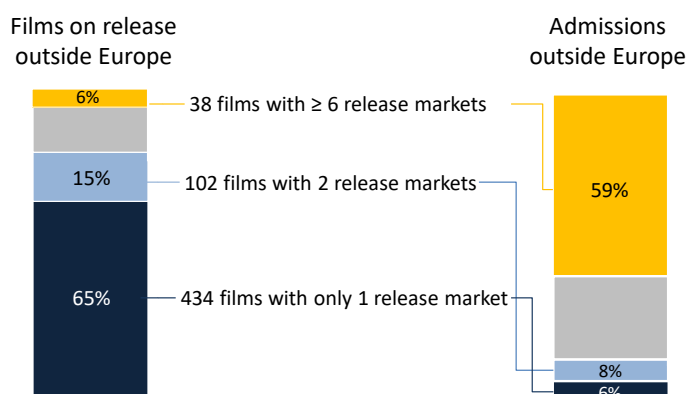 Films on release
outside Europe
Admissions
outside Europe
6%
38 films with ≥ 6 release markets
15%
102 films with 2 release markets
59%
65%
434 films with only 1 release market
8%
6%